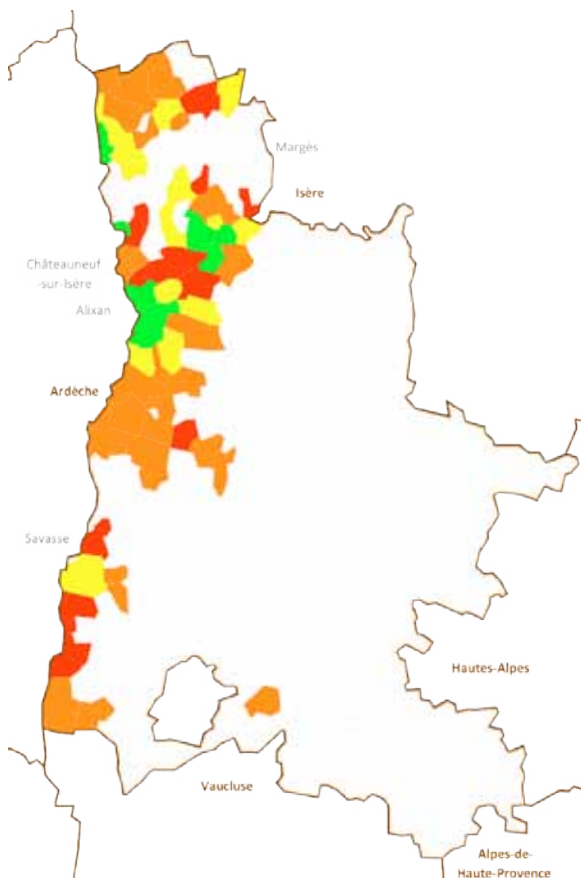 Margès
Isère
Châteauneuf
-sur-Isère
Alixan
Ardèche
Savasse
Hautes-Alpes
Vaucluse
Alpes-de-
Haute-Provence